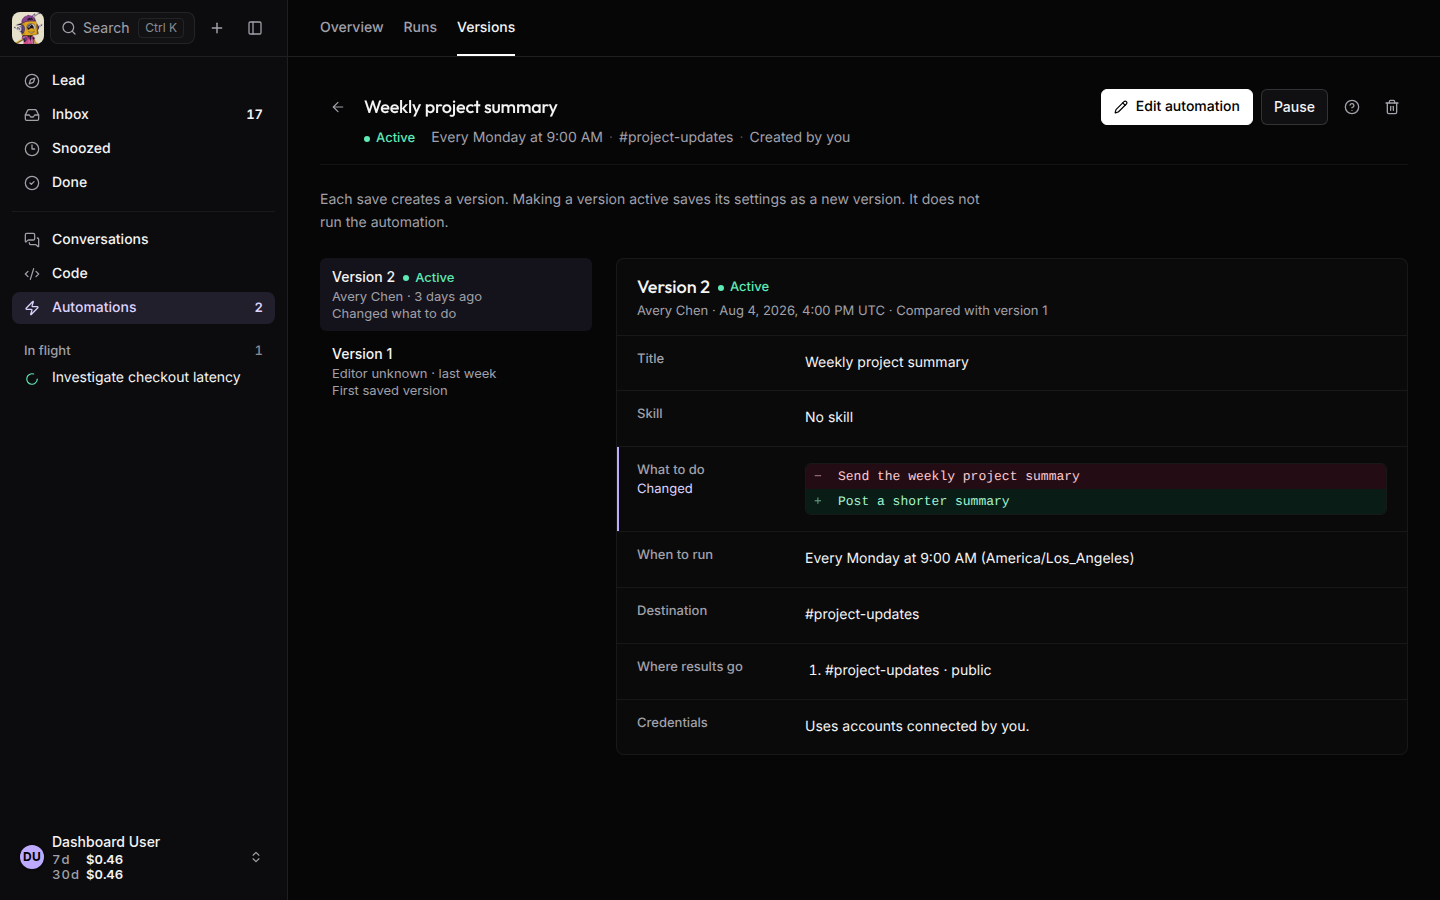 Search Ctrl K
Overview Runs Versions
Lead
Inbox 17
Snoozed
Done
Conversations
Code
Automations 2
In flight 1
Investigate checkout latency
Dashboard User
DU
7d $0.46
30d $0.46
Weekly project summary
Edit automation
Pause
Active Every Monday at 9:00 AM · #project-updates · Created by you
Each save creates a version. Making a version active saves its settings as a new version. It does not
run the automation.
Version 2 Active
Avery Chen · 3 days ago
Changed what to do
Version 1
Editor unknown · last week
First saved version
Version 2 Active
Avery Chen · Aug 4, 2026, 4:00 PM UTC · Compared with version 1
Title Weekly project summary
Skill No skill
What to do
Changed
− Send the weekly project summary
+ Post a shorter summary
When to run Every Monday at 9:00 AM (America/Los_Angeles)
Destination #project-updates
Where results go 1. #project-updates · public
Credentials Uses accounts connected by you.